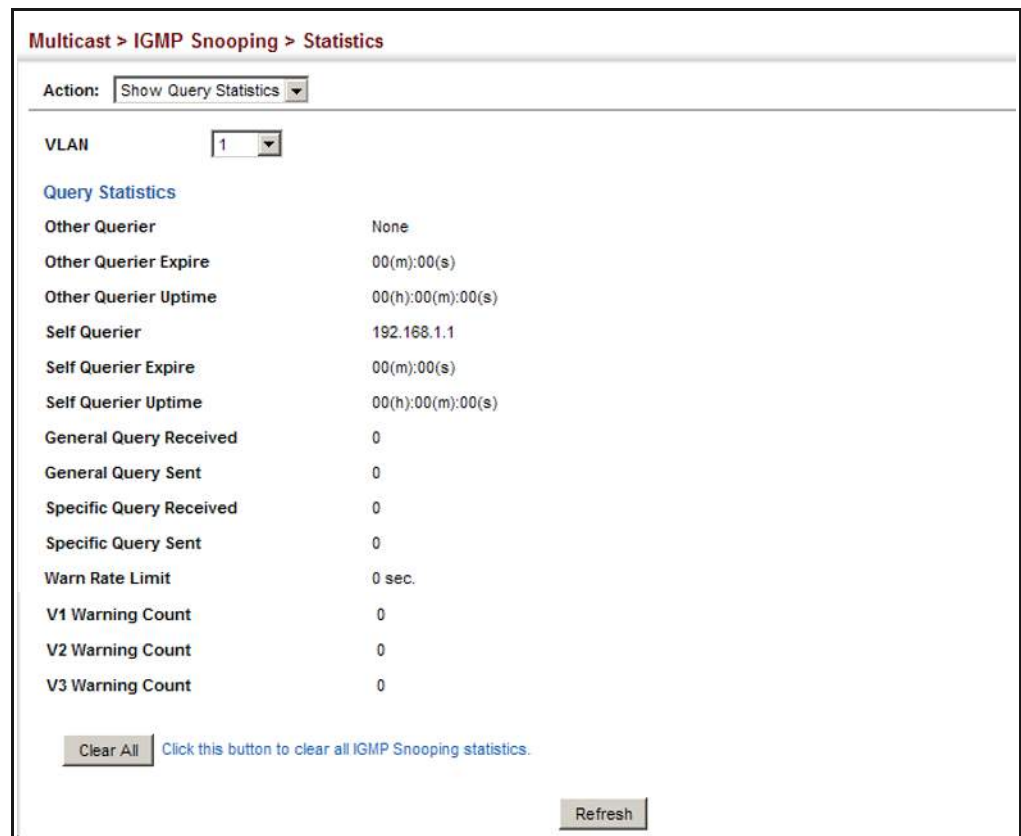 Multicast > IGMP Snooping > Statistics
Action: Show Query Statistics
VLAN 1
Query Statistics
Other Querier None
Other Querier Expire 00(m):00(s)
Other Querier Uptime 00(h):00(m):00(s)
Self Querier 192.168.1.1
Self Querier Expire 00(m):00(s)
Self Querier Uptime 00(h):00(m):00(s)
General Query Received 0
General Query Sent 0
Specific Query Received 0
Specific Query Sent 0
Warn Rate Limit 0 sec.
V1 Warning Count 0
V2 Warning Count 0
V3 Warning Count 0
Clear All Click this button to clear all IGMP Snooping statistics.
Refresh